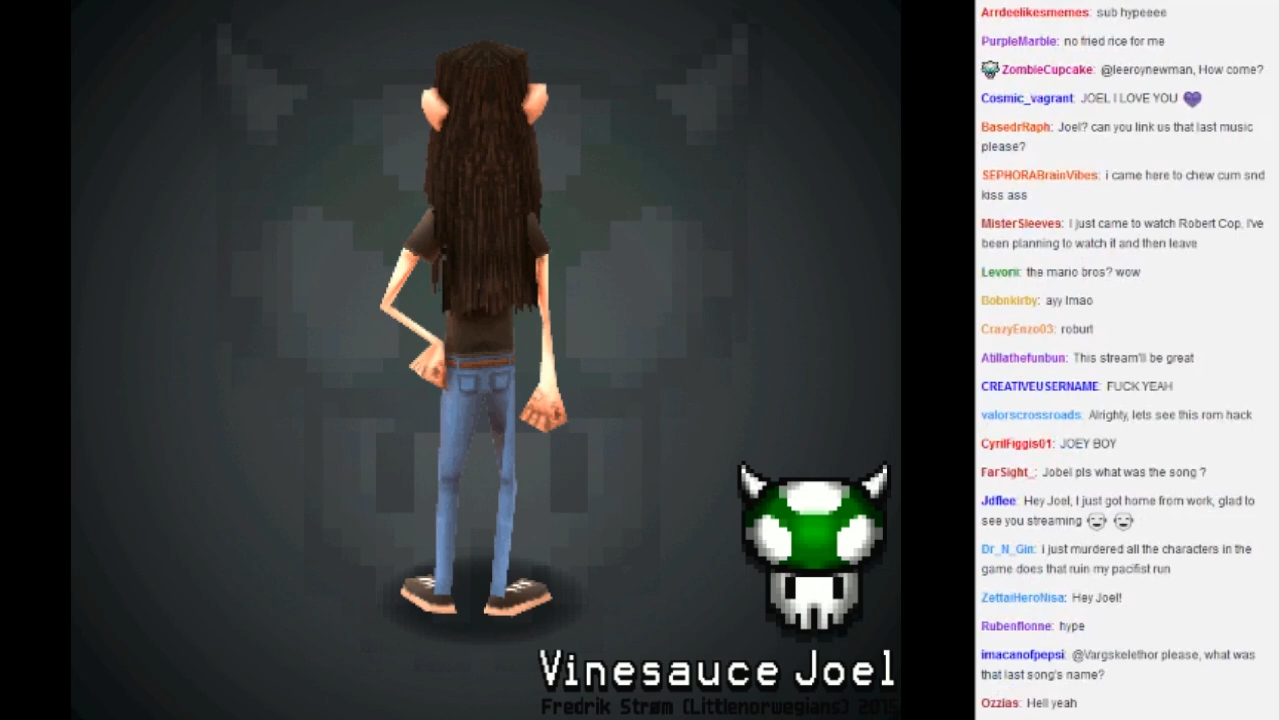 Arrdeelikesmemes: sub hypeeee
PurpleMarble: no fried rice for me
ZombieCupcake: @leeroynewman, How come?
Cosmic_vagrant: JOEL I LOVE YOU
BasedrRaph: Joel? can you link us that last music
please?
SEPHORABrainVibes: i came here to chew cum snd
kiss ass
MisterSleeves: I just came to watch Robert Cop, i've
been planning to watch it and then leave
Levorii: the mario bros? wow
Bobnkirby: ayy lmao
CrazyEnzo03: roburt
Atillathefunbun: This stream'll be great
CREATIVEUSERNAME: FUCK YEAH
valorscrossroads: Alrighty, lets see this rom hack
CyrilFiggis01: JOEY BOY
FarSight_: Jobel pls what was the song ?
Jdflee: Hey Joel, I just got home from work, glad to
see you streaming
Dr_N_Gin: i just murdered all the characters in the
game does that ruin my pacifist run
ZettaiHeroNisa: Hey Joel!
Rubenflonne: hype
imacanofpepsi: @Vargskelethor please, what was
that last song's name?
Ozzlas: Hell yeah
Vinesauce Joel
Fredrik Strøm (Littlenorwegians) 2015